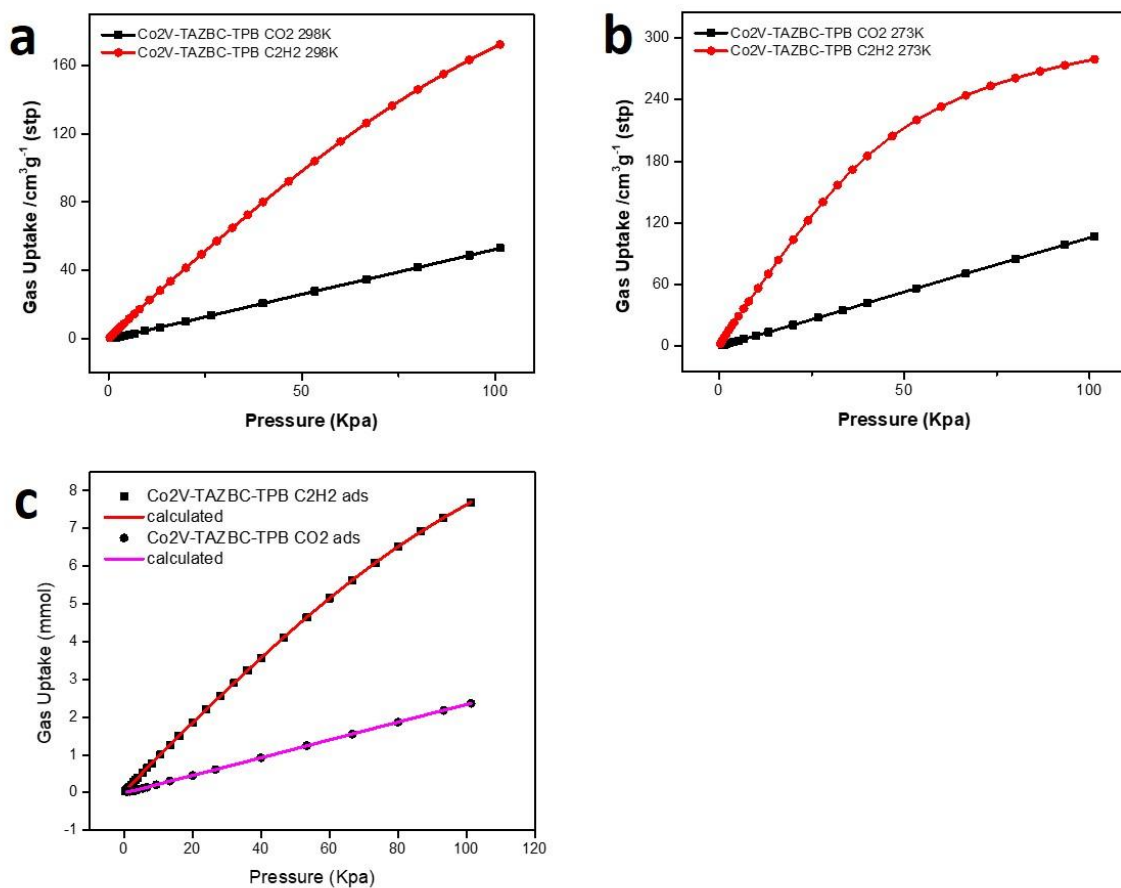 a
Co2V-TAZBC-TPB CO2 298K
Co2V-TAZBC-TPB C2H2 298K
Gas Uptake /cm³g⁻¹ (stp)
160
120
80
40
0
0
50
100
Pressure (Kpa)
b
Co2V-TAZBC-TPB CO2 273K
Co2V-TAZBC-TPB C2H2 273K
Gas Uptake /cm³g⁻¹ (stp)
300
240
180
120
60
0
0
50
100
Pressure (Kpa)
c
Co2V-TAZBC-TPB C2H2 ads
calculated
Co2V-TAZBC-TPB CO2 ads
calculated
Gas Uptake (mmol)
8
7
6
5
4
3
2
1
0
-1
0
20
40
60
80
100
120
Pressure (Kpa)